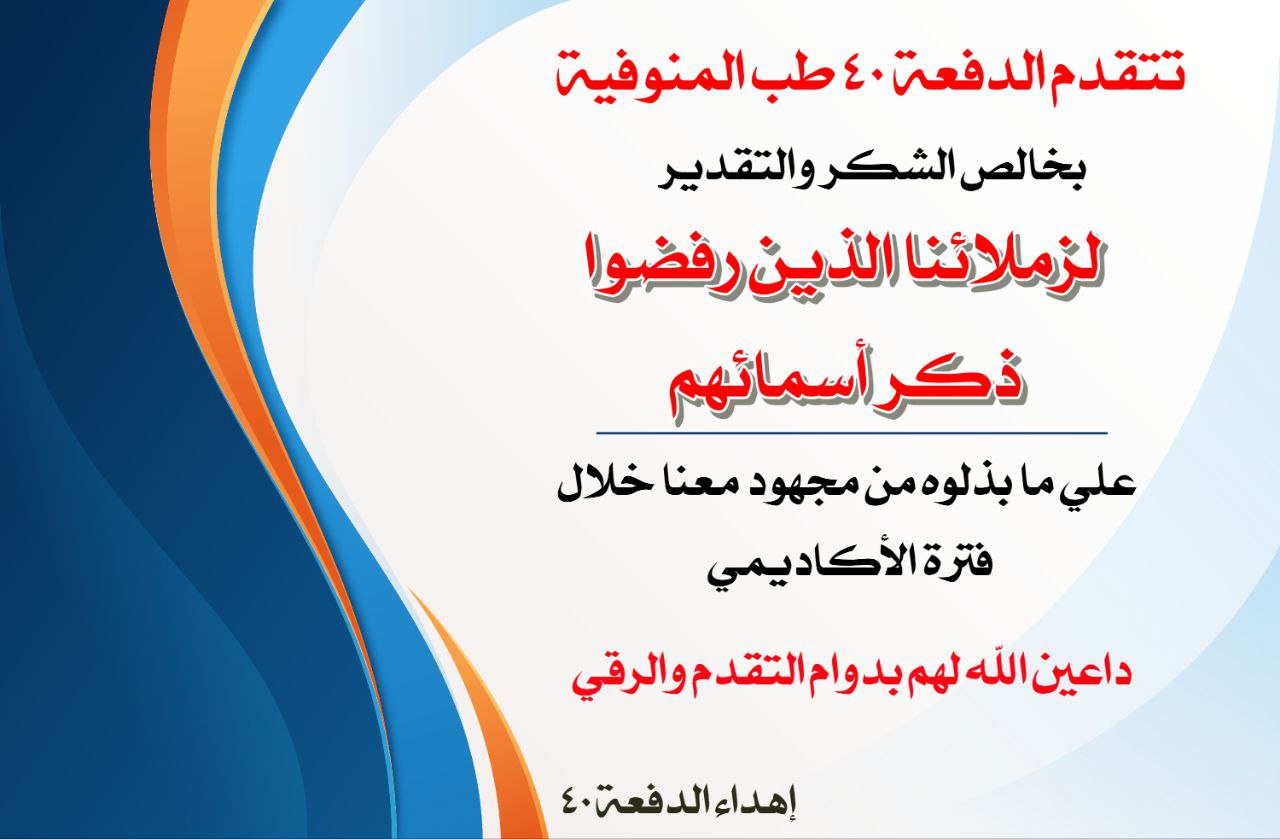 تتقدم الدفعة ٤٠ طب المنوفية
بخالص الشكر والتقدير
لزملائنا الذين رفضوا
ذكر أسمائهم
علي ما بذلوه من مجهود معنا خلال
فترة الأكاديمي
داعين الله لهم بدوام التقدم والرقي
إهداء الدفعة ٤٠